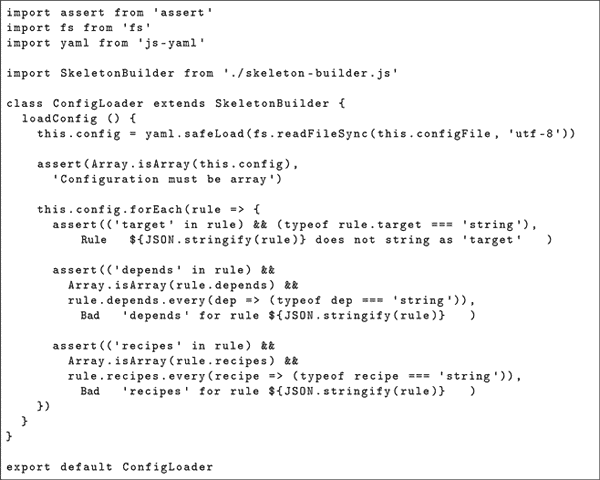 import assert from 'assert'
import fs from 'fs'
import yaml from 'js-yaml'

import SkeletonBuilder from './skeleton-builder.js'

class ConfigLoader extends SkeletonBuilder {
  loadConfig () {
    this.config = yaml.safeLoad(fs.readFileSync(this.configFile, 'utf-8'))

    assert(Array.isArray(this.config),
      'Configuration must be array')

    this.config.forEach(rule => {
      assert(('target' in rule) && (typeof rule.target === 'string'),
         Rule   ${JSON.stringify(rule)} does not string as 'target'   )

      assert(('depends' in rule) &&
        Array.isArray(rule.depends) &&
        rule.depends.every(dep => (typeof dep === 'string')),
         Bad   'depends' for rule ${JSON.stringify(rule)}   )

      assert(('recipes' in rule) &&
        Array.isArray(rule.recipes) &&
        rule.recipes.every(recipe => (typeof recipe === 'string')),
         Bad   'recipes' for rule ${JSON.stringify(rule)}   )
    })
  }
}

export default ConfigLoader